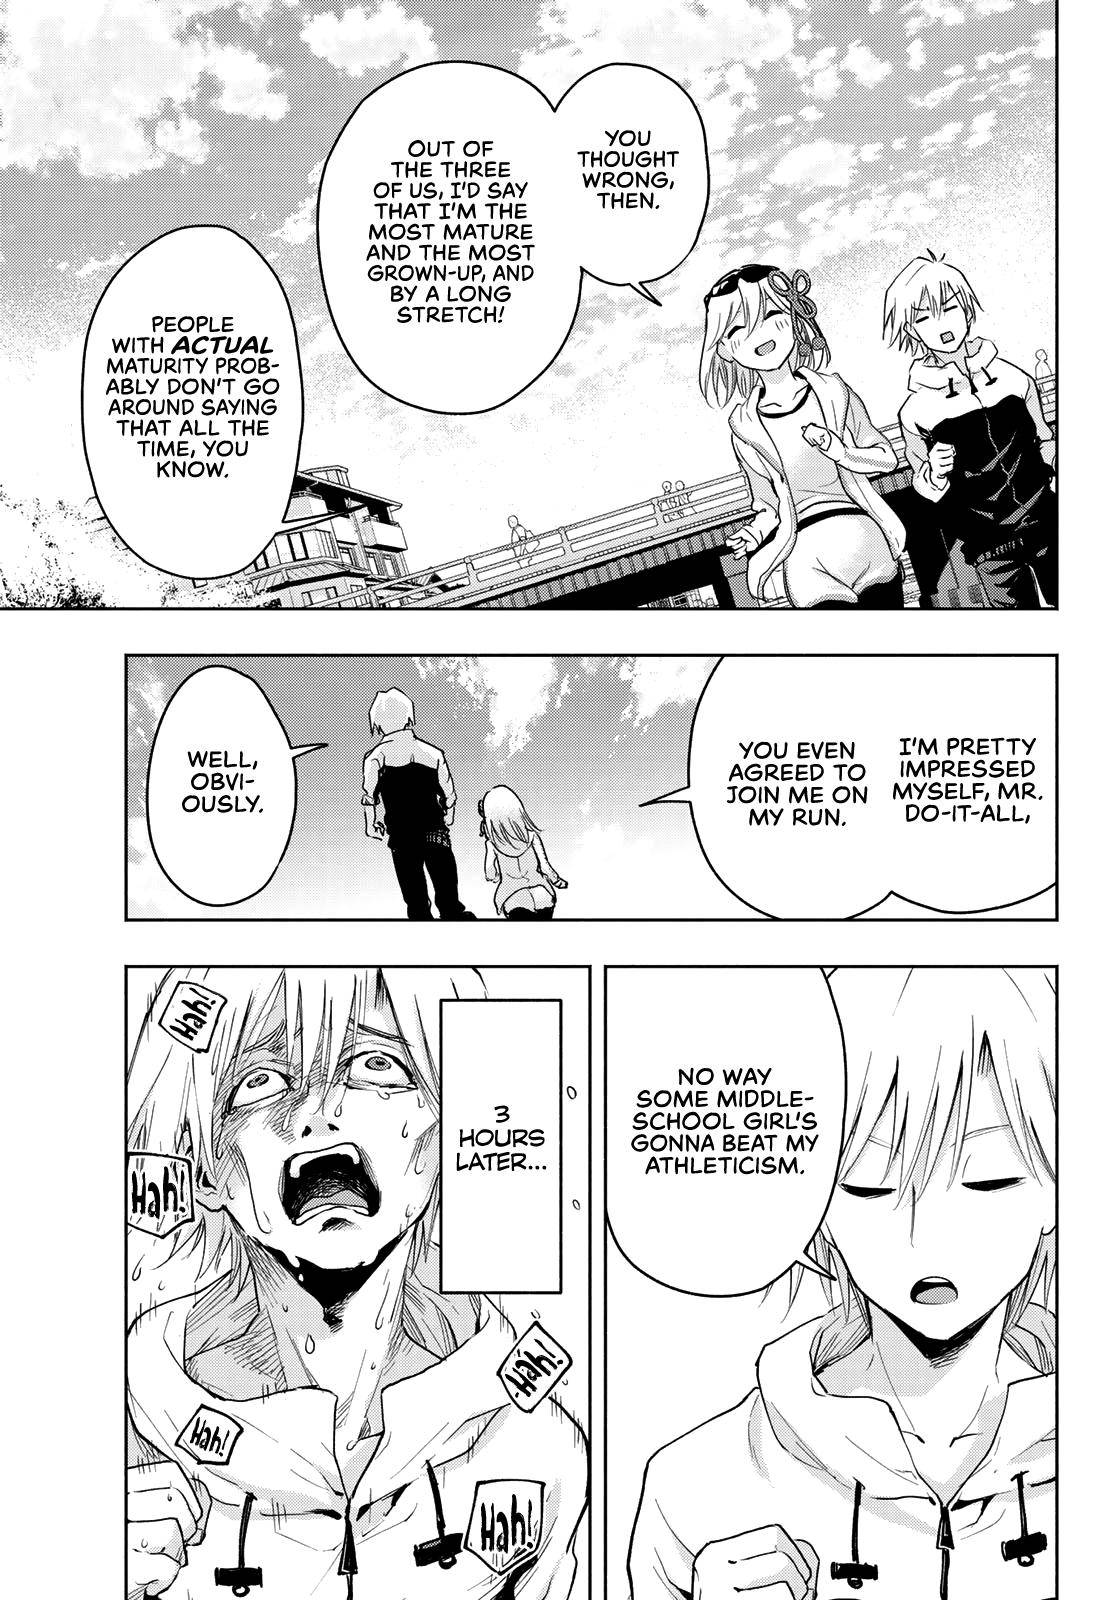 YOU
THOUGHT
WRONG,
THEN.
OUT OF
THE THREE
OF US, I'D SAY
THAT I'M THE
MOST MATURE
AND THE MOST
GROWN-UP, AND
BY A LONG
STRETCH!
PEOPLE
WITH ACTUAL
MATURITY PROB-
ABLY DON'T GO
AROUND SAYING
THAT ALL THE
TIME, YOU
KNOW.
I'M PRETTY
IMPRESSED
MYSELF, MR.
DO-IT-ALL,
YOU EVEN
AGREED TO
JOIN ME ON
MY RUN.
WELL,
OBVI-
OUSLY.
NO WAY
SOME MIDDLE-
SCHOOL GIRL'S
GONNA BEAT MY
ATHLETICISM.
3
HOURS
LATER...
Hah!
Hah!
Hah!
Hah!
Hah!